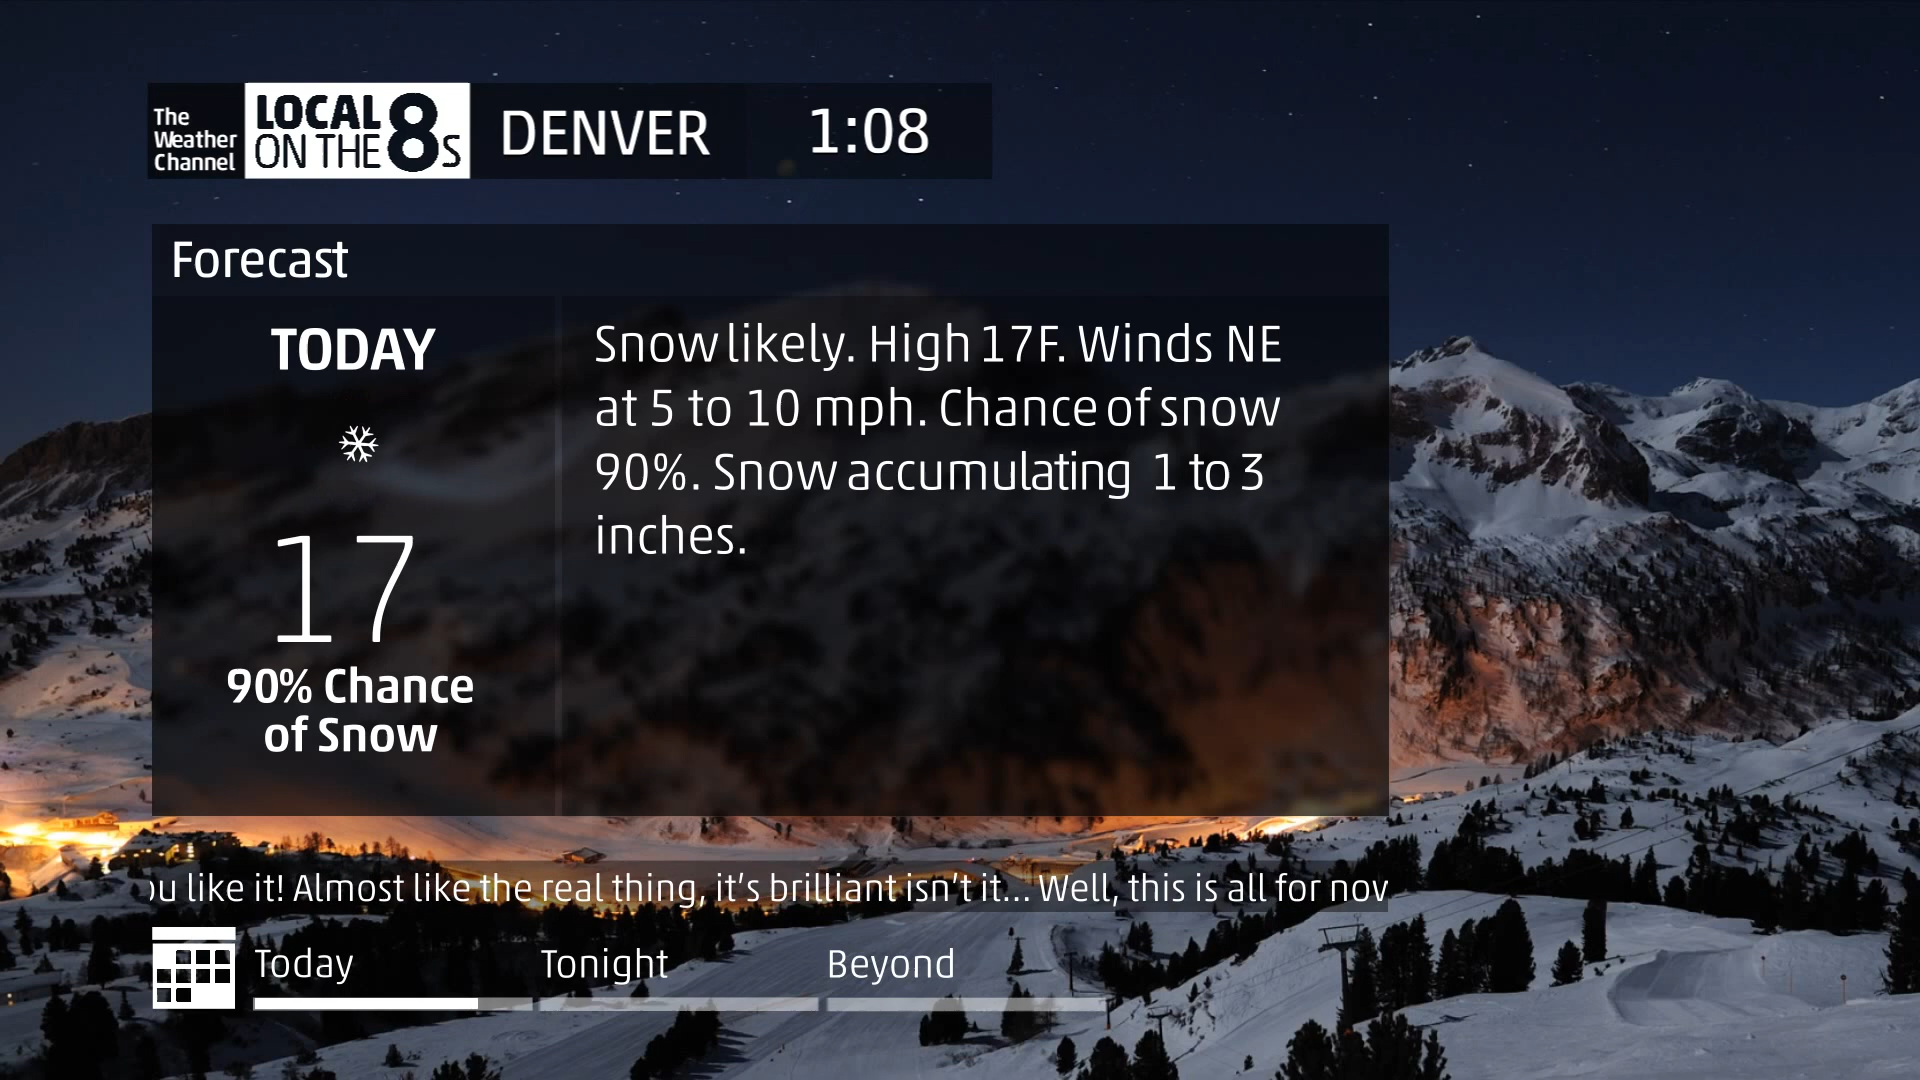 The
Weather
Channel
LOCAL
ON THE 8s
DENVER
1:08
Forecast
TODAY
17
90% Chance
of Snow
Snow likely. High 17F. Winds NE
at 5 to 10 mph. Chance of snow
90%. Snow accumulating 1 to 3
inches.
like it! Almost like the real thing, it's brilliant isn't it... Well, this is all for
Today
Tonight
Beyond